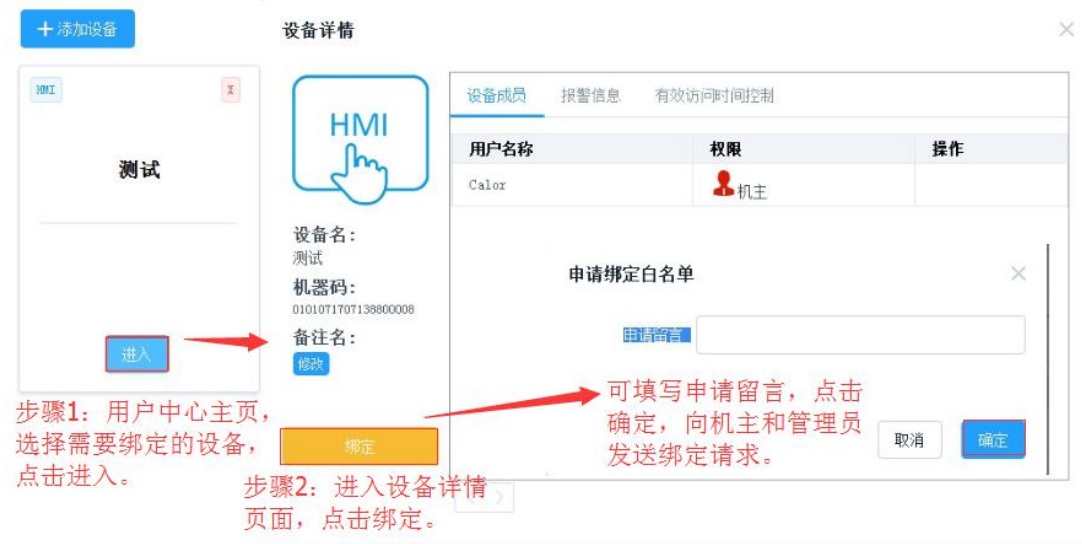 +添加设备
设备详情
HMI
X
测试
进入
步骤1：用户中心主页，
选择需要绑定的设备，
点击进入。
HMI
设备名：
测试
机器码：
0101071707138800008
备注名：
修改
绑定
步骤2：进入设备详情
页面，点击绑定。
设备成员 报警信息 有效访问时间控制
用户名称 权限 操作
Calor 机主
申请绑定白名单
申请留言
可填写申请留言，点击
确定，向机主和管理员
发送绑定请求。
取消 确定